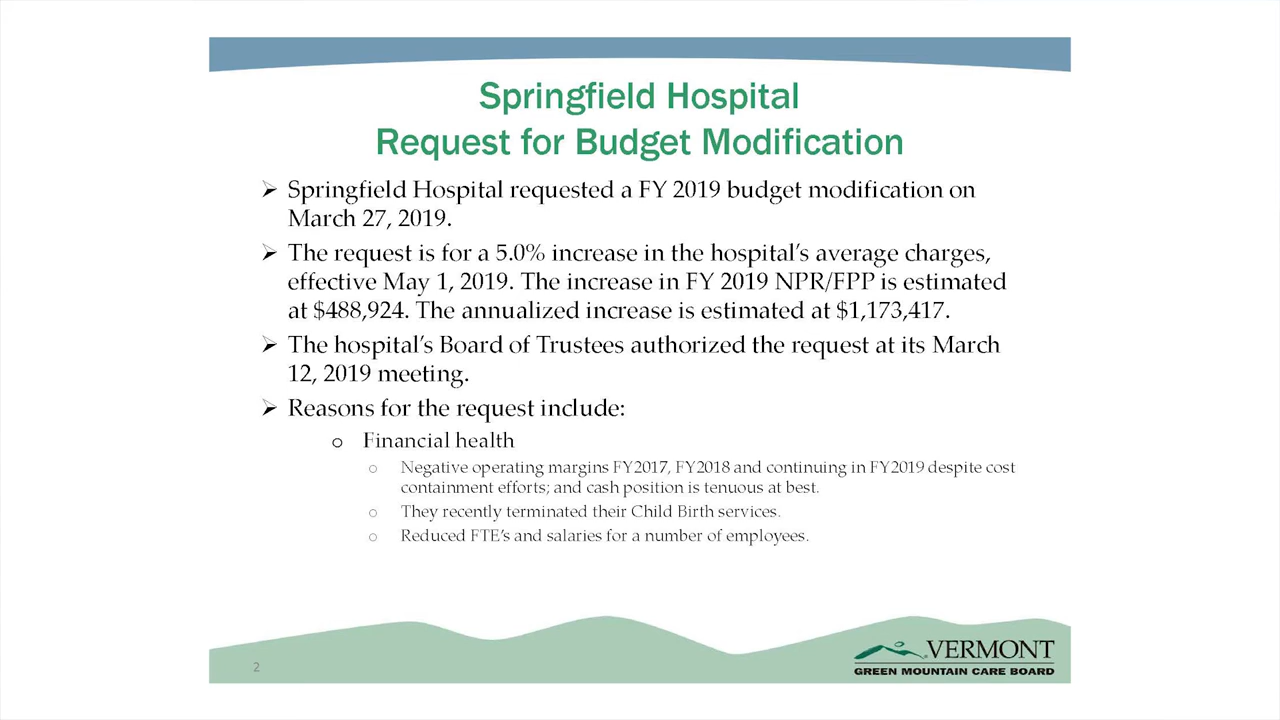 Springfield Hospital
Request for Budget Modification
➢ Springfield Hospital requested a FY 2019 budget modification on
March 27, 2019.
➢ The request is for a 5.0% increase in the hospital's average charges,
effective May 1, 2019. The increase in FY 2019 NPR/FPP is estimated
at $488,924. The annualized increase is estimated at $1,173,417.
➢ The hospital's Board of Trustees authorized the request at its March
12, 2019 meeting.
➢ Reasons for the request include:
o Financial health
o Negative operating margins FY2017, FY2018 and continuing in FY2019 despite cost
containment efforts; and cash position is tenuous at best.
o They recently terminated their Child Birth services.
o Reduced FTE's and salaries for a number of employees.
2
VERMONT
GREEN MOUNTAIN CARE BOARD